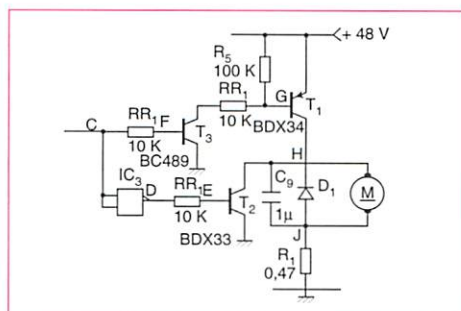 + 48 V
R5
100 K
G
T1
RR1
10 K
BDX34
C
RR1
F
10 K
T3
BC489
H
IC3
D
RR1
E
10 K
T2
BDX33
C9
1µ
D1
M
J
R1
0,47